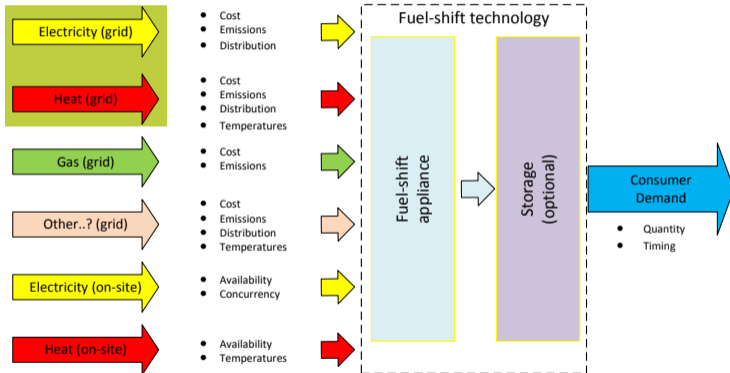 Electricity (grid)
• Cost
• Emissions
• Distribution
Heat (grid)
• Cost
• Emissions
• Distribution
• Temperatures
Gas (grid)
• Cost
• Emissions
Other..? (grid)
• Cost
• Emissions
• Distribution
• Temperatures
Electricity (on-site)
• Availability
• Concurrency
Heat (on-site)
• Availability
• Temperatures
Fuel-shift technology
Fuel-shift
appliance
Storage
(optional)
Consumer
Demand
• Quantity
• Timing